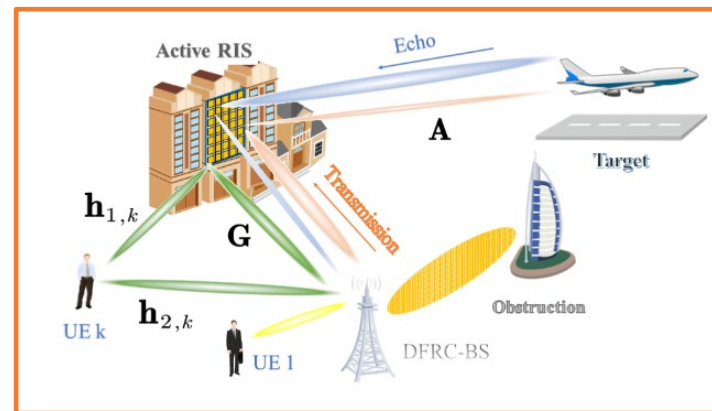 Echo
Active RIS
A
Target
Transmission
h1,k
G
h2,k
Obstruction
UE k
UE 1
DFRC-BS